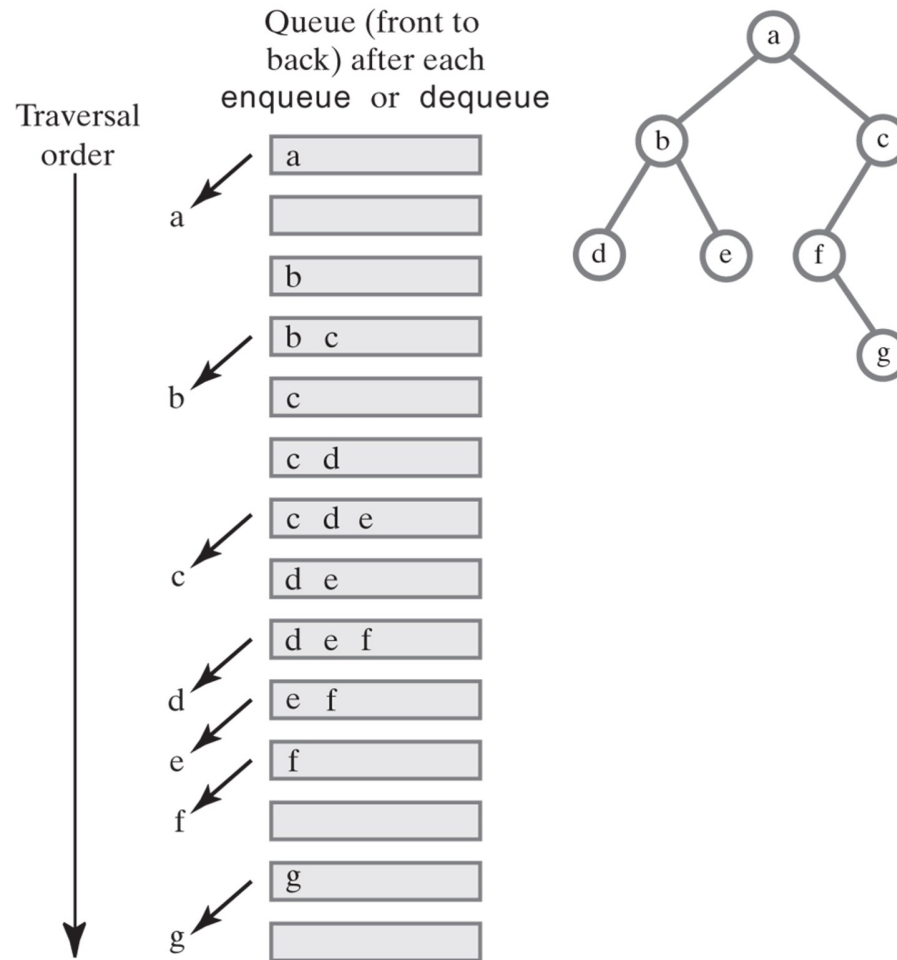 Queue (front to
back) after each
enqueue or dequeue
Traversal
order
a
a
b
b c
b
c
c d
c d e
c
d e
d e f
d
e f
e
f
f
g
g
a
b
c
d
e
f
g